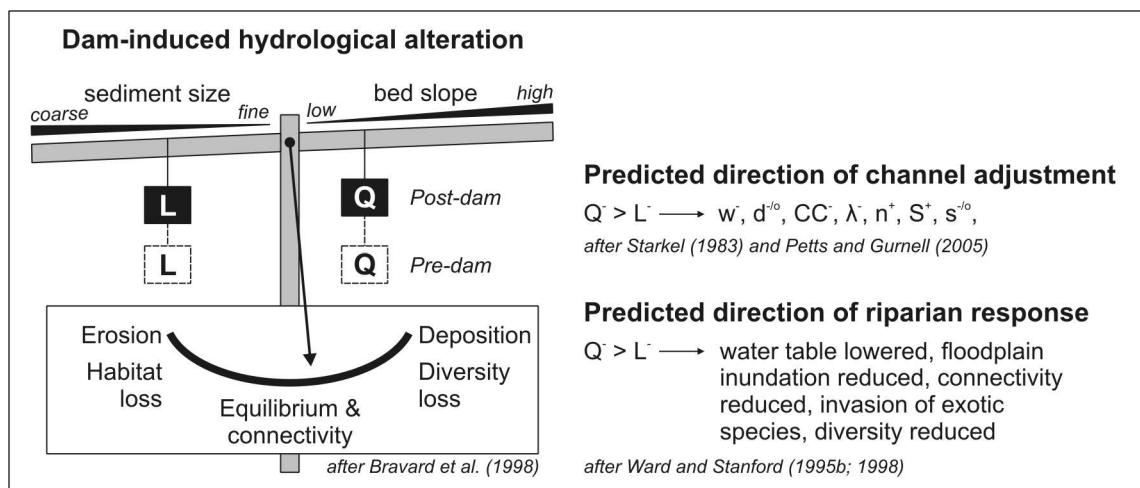 Dam-induced hydrological alteration
sediment size
bed slope
coarse
fine
low
high
L
Q
Post-dam
L
Q
Pre-dam
Erosion
Deposition
Habitat
loss
Diversity
loss
Equilibrium &
connectivity
after Bravard et al. (1998)
Predicted direction of channel adjustment
Q⁻ > L⁻ ⟶ w⁻, d⁻ᐟᵒ, CC⁻, λ⁻, n⁺, S⁺, s⁻ᐟᵒ,
after Starkel (1983) and Petts and Gurnell (2005)
Predicted direction of riparian response
Q⁻ > L⁻ ⟶ water table lowered, floodplain
inundation reduced, connectivity
reduced, invasion of exotic
species, diversity reduced
after Ward and Stanford (1995b; 1998)